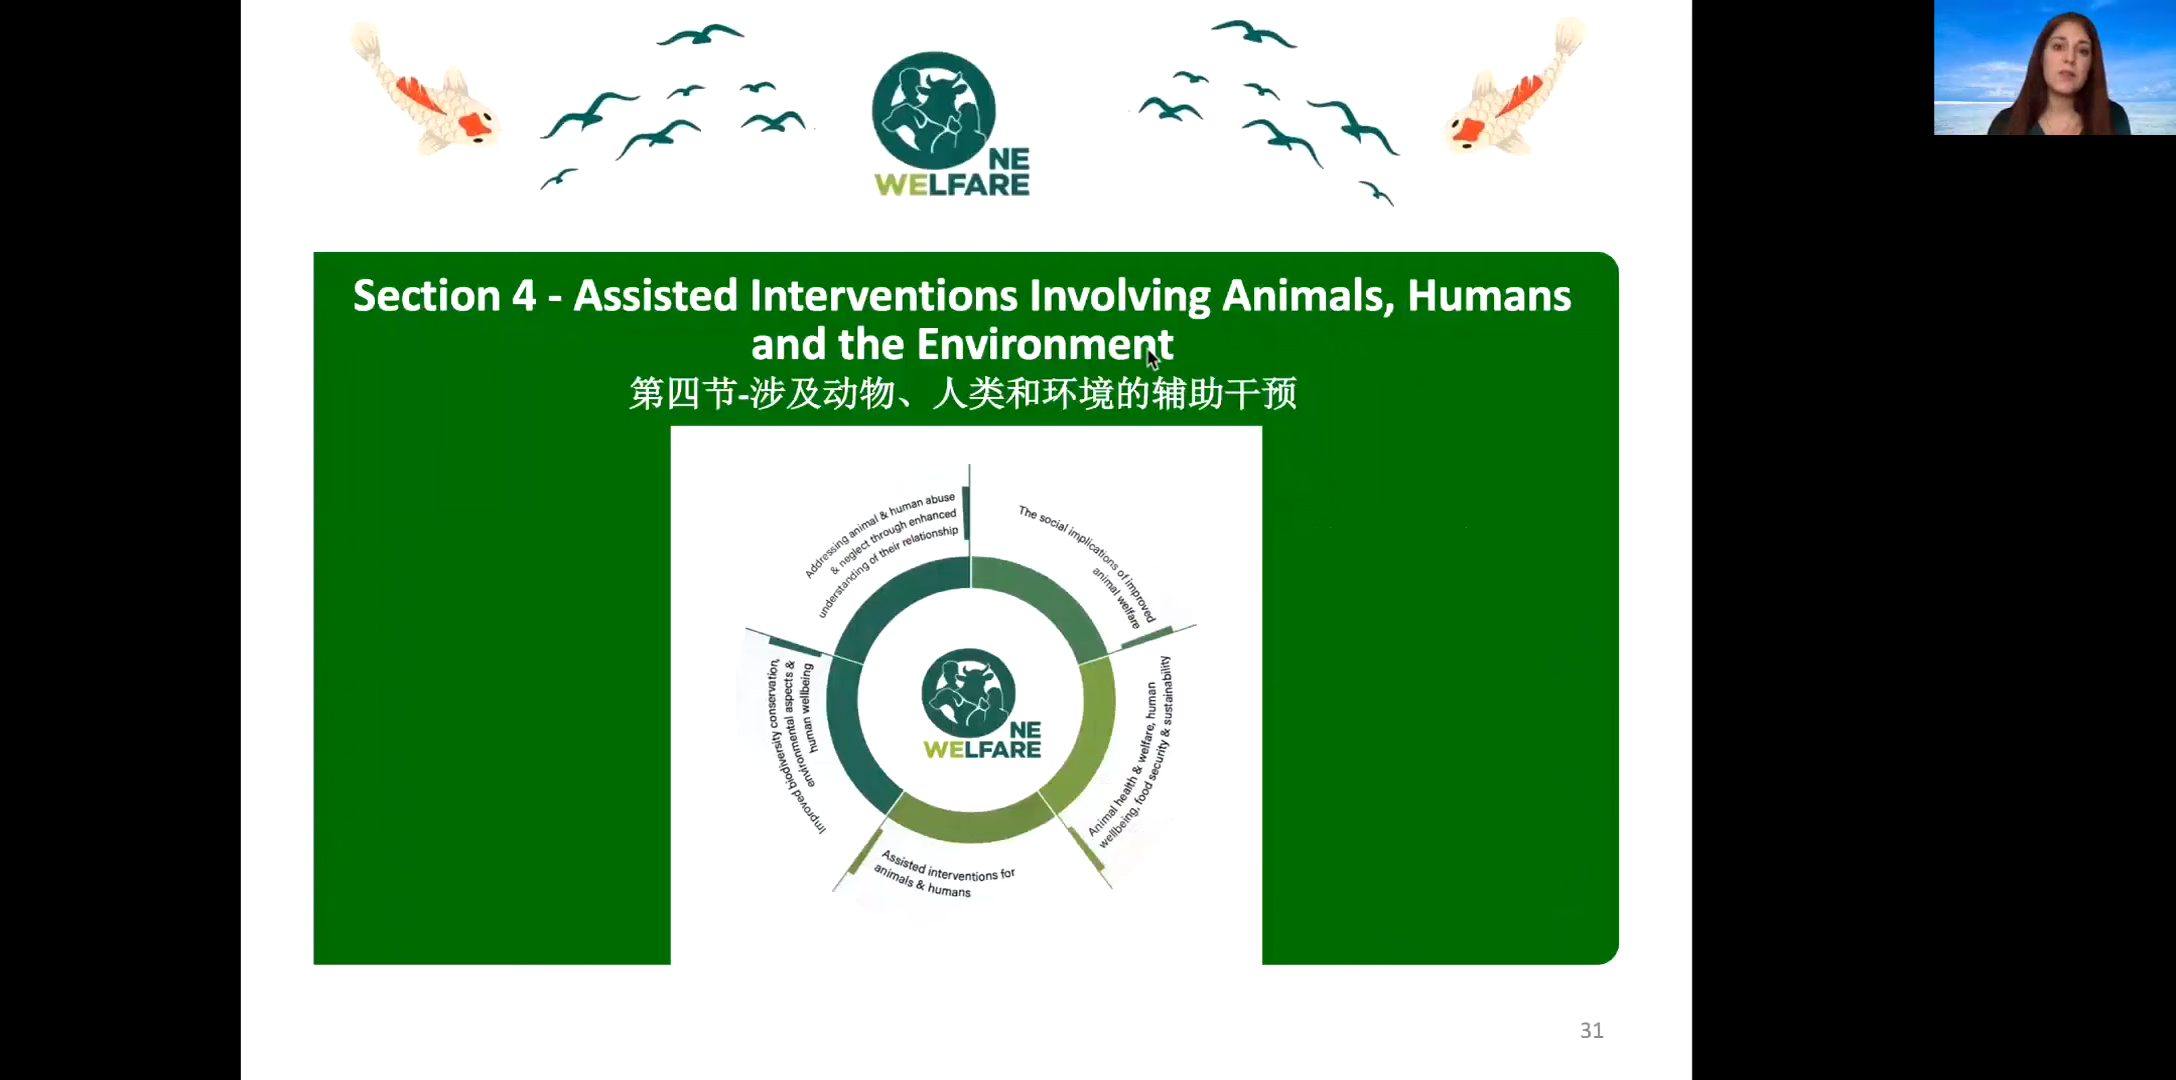 NE
WELFARE
Section 4 - Assisted Interventions Involving Animals, Humans
and the Environment
第四节-涉及动物、人类和环境的辅助干预
Addressing animal & human abuse
& neglect through enhanced
understanding of their relationship
The social implications of improved
animal welfare
Improved biodiversity conservation,
environmental aspects &
human wellbeing
NE
WELFARE
Animal health & welfare, human
wellbeing, food security & sustainability
Assisted interventions for
animals & humans
31